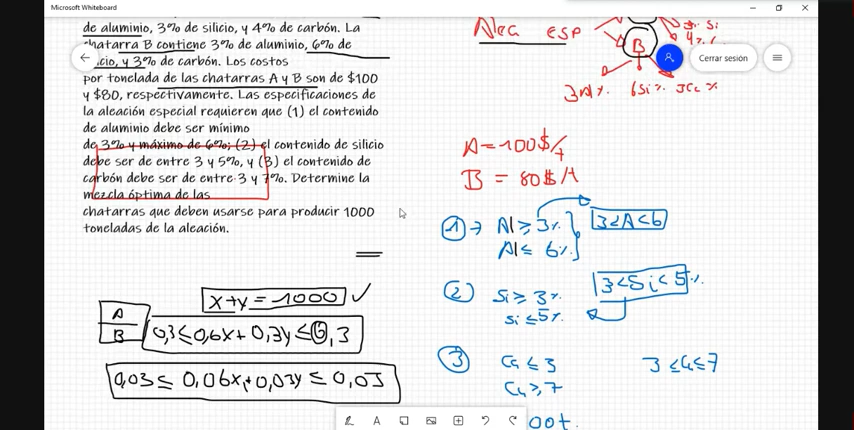 Microsoft Whiteboard
de aluminio, 3% de silicio, y 4% de carbón. La
chatarra B contiene 3% de aluminio, 6% de
silicio, y 3% de carbón. Los costos
por tonelada de las chatarras A y B son de $100
y $80, respectivamente. Las especificaciones de
la aleación especial requieren que (1) el contenido
de aluminio debe ser mínimo
de 3% y máximo de 6%; (2) el contenido de silicio
debe ser de entre 3 y 5%, y (3) el contenido de
carbón debe ser de entre 3 y 7%. Determine la
mezcla óptima de las
chatarras que deben usarse para producir 1000
toneladas de la aleación.
x+y = 1000 ✓
A
B
0,3 ≤ 0,6x + 0,3y ≤ 6,3
0,03 ≤ 0,06x + 0,03y ≤ 0,03
Alea ESP
B
3Al% 6Si% 3Ca%
Cerrar sesión
A = 100$/t
B = 80$/t
1 → Al ≥ 3%
Al ≤ 6%
3<A<6
2 Si ≥ 3%
Si ≤ 5%
3<Si<5%
3 Ca ≤ 3
Ca ≥ 7
3 ≤ Ca ≤ 7
00t.